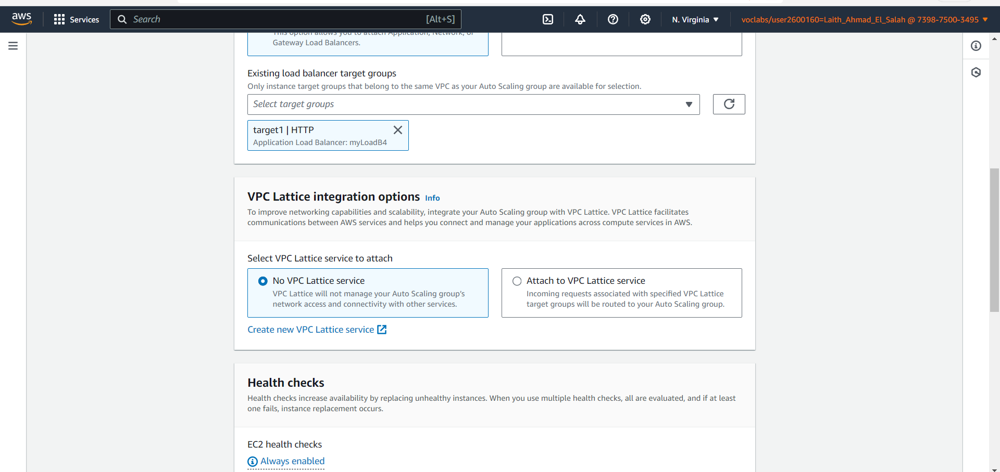 aws
Services
Search
[Alt+S]
N. Virginia
voclabs/user2600160=Laith_Ahmad_El_Salah @ 7398-7500-3495
This option allows you to attach Application, Network, or
Gateway Load Balancers.
Existing load balancer target groups
Only instance target groups that belong to the same VPC as your Auto Scaling group are available for selection.
Select target groups
target1 | HTTP
Application Load Balancer: myLoadB4
VPC Lattice integration options Info
To improve networking capabilities and scalability, integrate your Auto Scaling group with VPC Lattice. VPC Lattice facilitates
communications between AWS services and helps you connect and manage your applications across compute services in AWS.
Select VPC Lattice service to attach
No VPC Lattice service
VPC Lattice will not manage your Auto Scaling group's
network access and connectivity with other services.
Attach to VPC Lattice service
Incoming requests associated with specified VPC Lattice
target groups will be routed to your Auto Scaling group.
Create new VPC Lattice service
Health checks
Health checks increase availability by replacing unhealthy instances. When you use multiple health checks, all are evaluated, and if at least
one fails, instance replacement occurs.
EC2 health checks
Always enabled